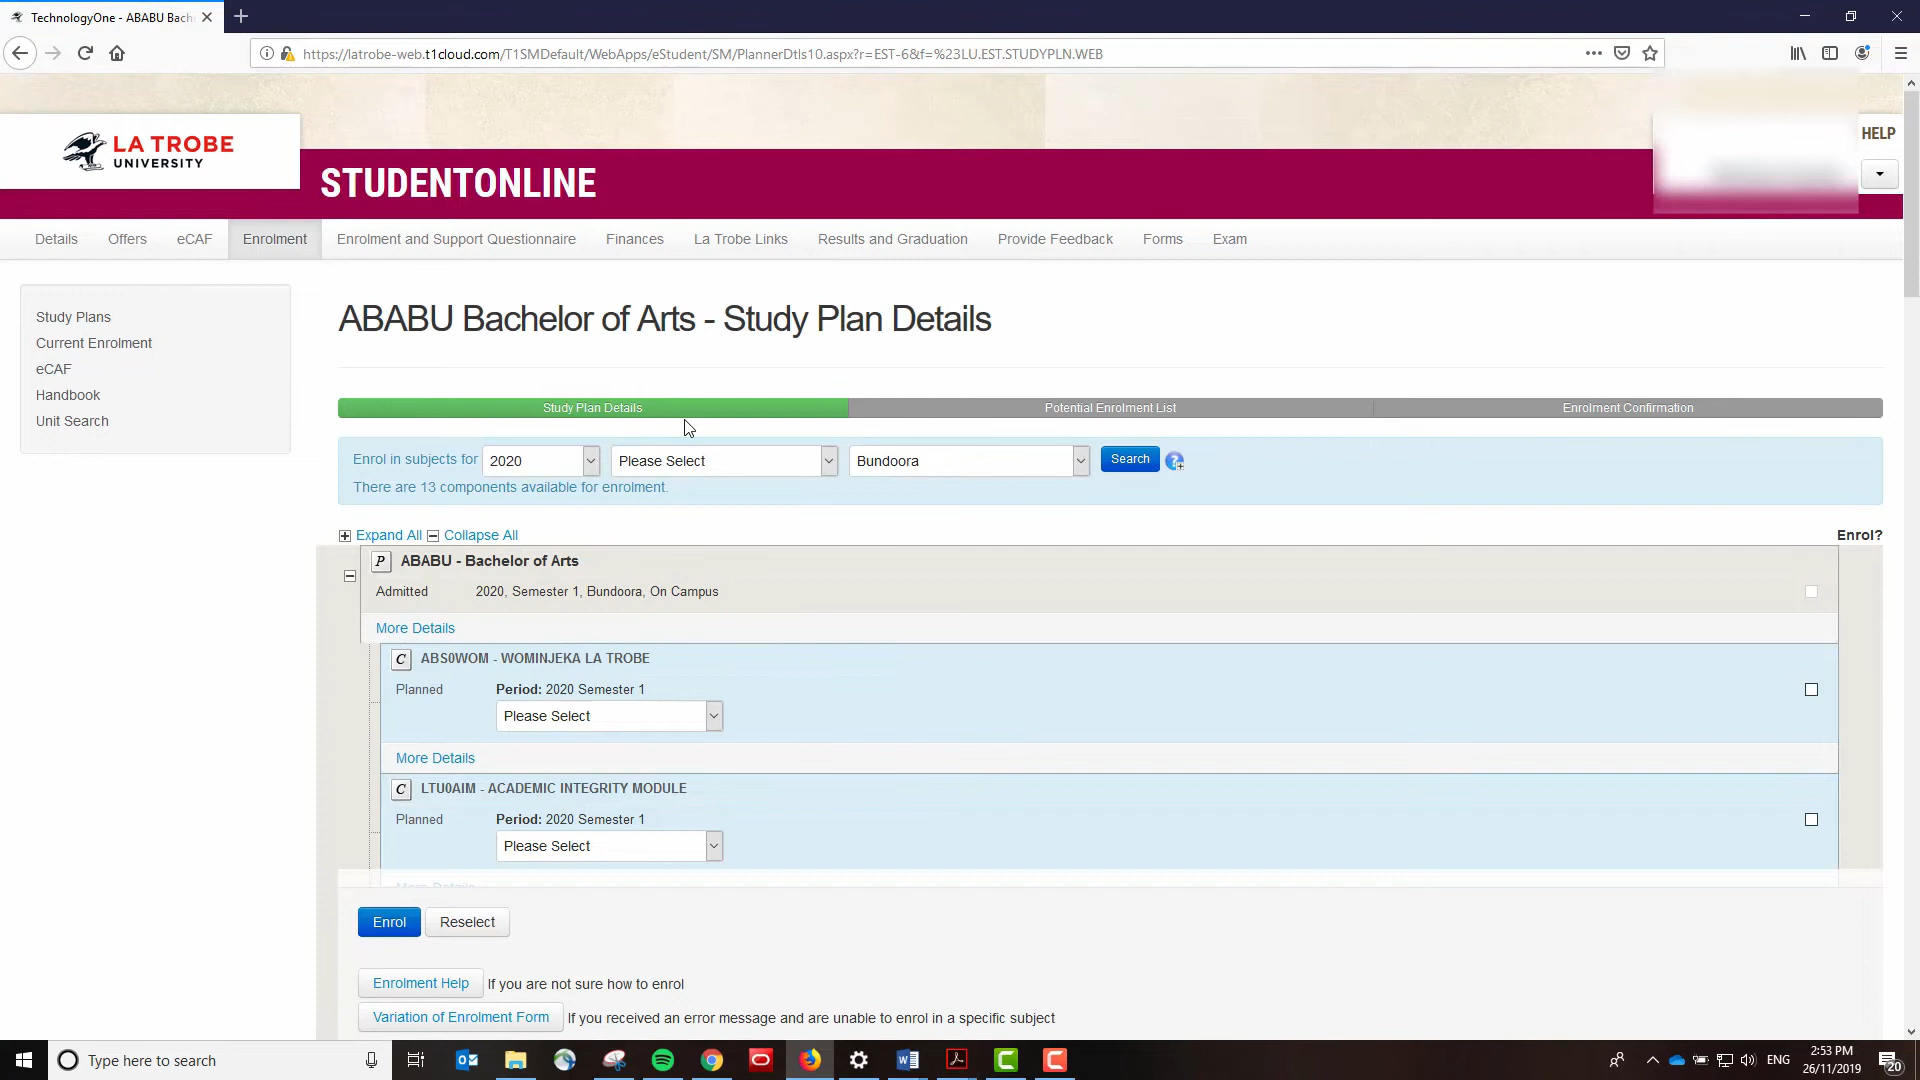 TechnologyOne - ABABU Bach
https://latrobe-web.t1cloud.com/T1SMDefault/WebApps/eStudent/SM/PlannerDtls10.aspx?r=EST-6&f=%23LU.EST.STUDYPLN.WEB
LA TROBE
UNIVERSITY
HELP
STUDENTONLINE
Details Offers eCAF Enrolment Enrolment and Support Questionnaire Finances La Trobe Links Results and Graduation Provide Feedback Forms Exam
Study Plans
Current Enrolment
eCAF
Handbook
Unit Search
ABABU Bachelor of Arts - Study Plan Details
Study Plan Details Potential Enrolment List Enrolment Confirmation
Enrol in subjects for 2020 Please Select Bundoora Search
There are 13 components available for enrolment.
Expand All Collapse All Enrol?
P ABABU - Bachelor of Arts
Admitted 2020, Semester 1, Bundoora, On Campus
More Details
C ABS0WOM - WOMINJEKA LA TROBE
Planned Period: 2020 Semester 1
Please Select
More Details
C LTU0AIM - ACADEMIC INTEGRITY MODULE
Planned Period: 2020 Semester 1
Please Select
More Details
Enrol Reselect
Enrolment Help If you are not sure how to enrol
Variation of Enrolment Form If you received an error message and are unable to enrol in a specific subject
Type here to search
ENG
2:53 PM
26/11/2019
20